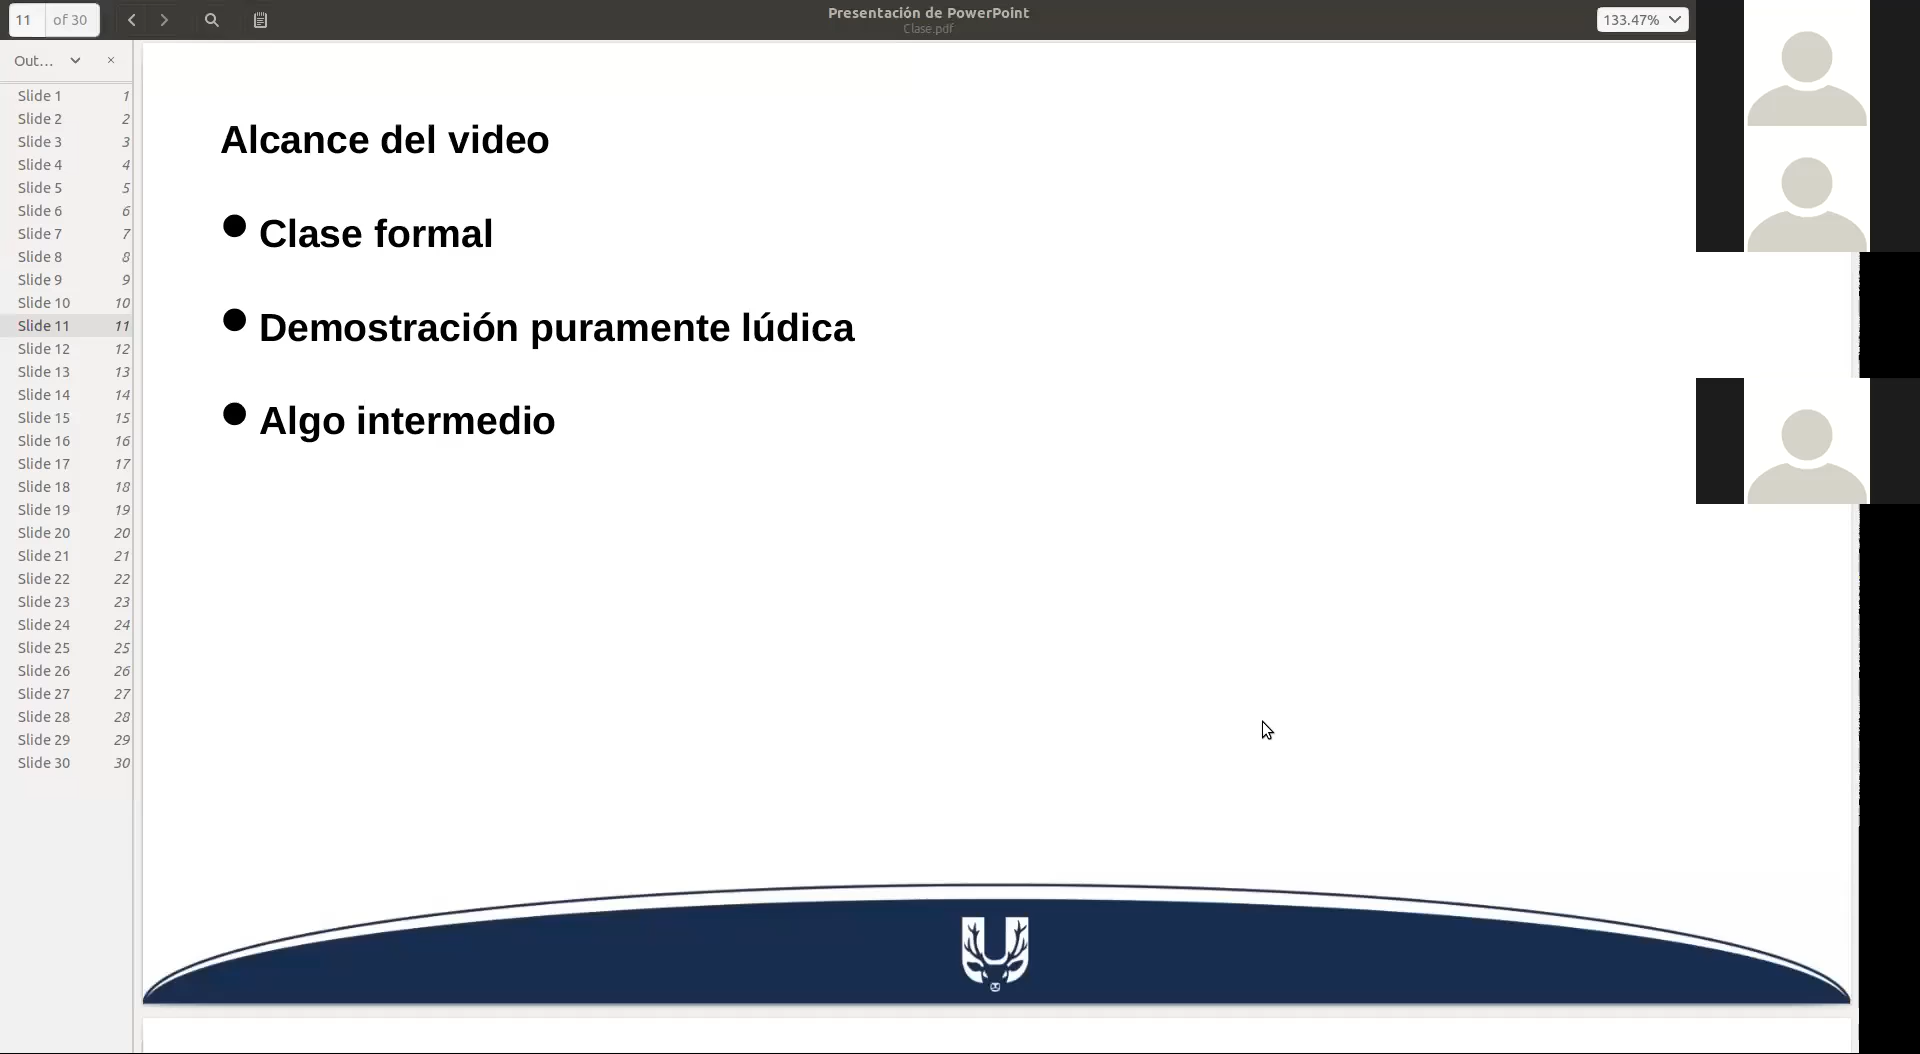 11 of 30
Presentación de PowerPoint
Clase.pdf
133.47%
Out...
Slide 1 1
Slide 2 2
Slide 3 3
Slide 4 4
Slide 5 5
Slide 6 6
Slide 7 7
Slide 8 8
Slide 9 9
Slide 10 10
Slide 11 11
Slide 12 12
Slide 13 13
Slide 14 14
Slide 15 15
Slide 16 16
Slide 17 17
Slide 18 18
Slide 19 19
Slide 20 20
Slide 21 21
Slide 22 22
Slide 23 23
Slide 24 24
Slide 25 25
Slide 26 26
Slide 27 27
Slide 28 28
Slide 29 29
Slide 30 30
Alcance del video
● Clase formal
● Demostración puramente lúdica
● Algo intermedio
U